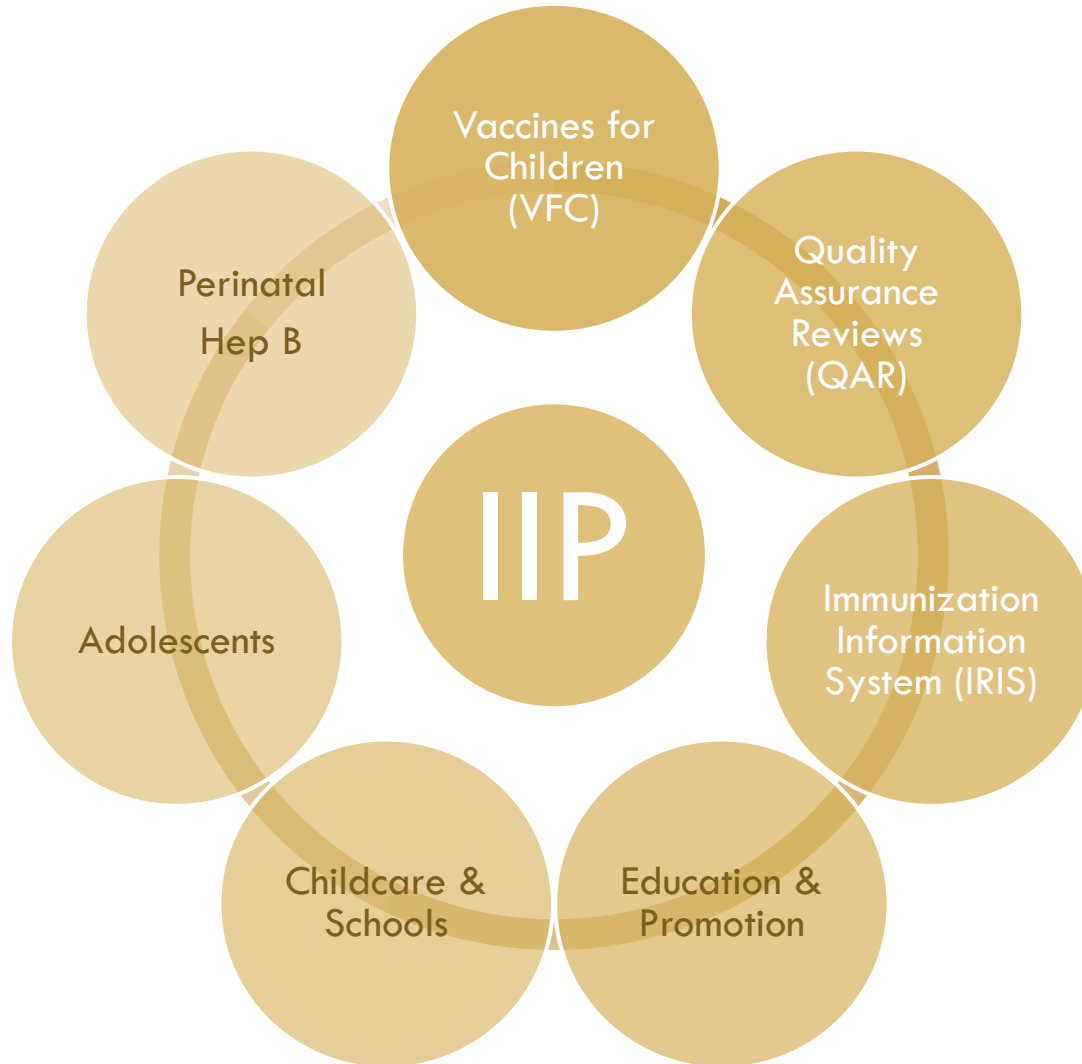 Vaccines for
Children
(VFC)
Quality
Assurance
Reviews
(QAR)
Immunization
Information
System (IRIS)
Education &
Promotion
Childcare &
Schools
Adolescents
Perinatal
Hep B
IIP